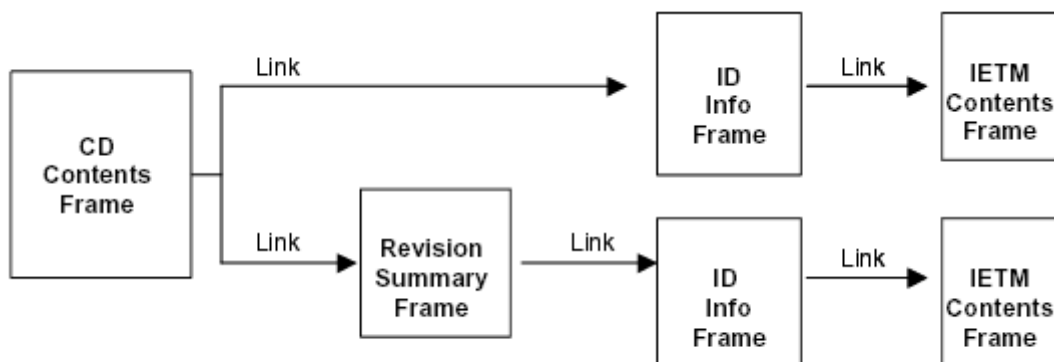 CD
Contents
Frame
Link
ID
Info
Frame
Link
IETM
Contents
Frame
Link
Revision
Summary
Frame
Link
ID
Info
Frame
Link
IETM
Contents
Frame